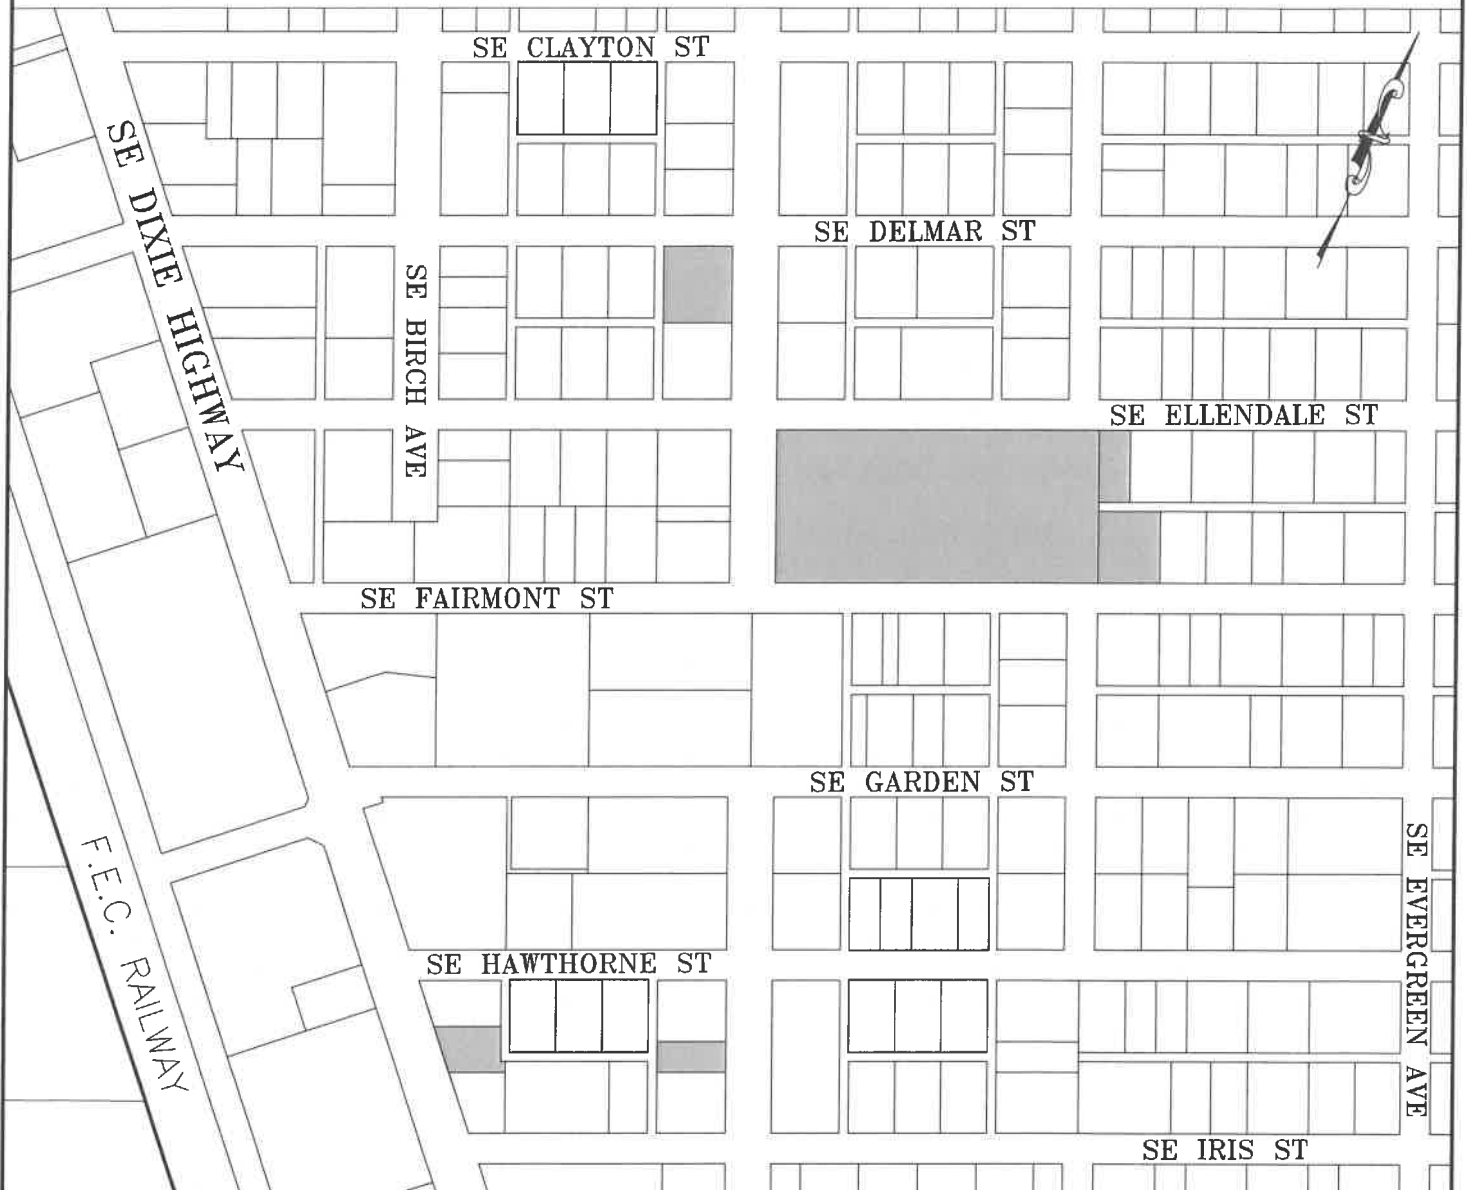 SE CLAYTON ST
SE DIXIE HIGHWAY
SE DELMAR ST
SE BIRCH AVE
SE ELLENDALE ST
SE FAIRMONT ST
SE GARDEN ST
SE EVERGREEN AVE
F.E.C. RAILWAY
SE HAWTHORNE ST
SE IRIS ST